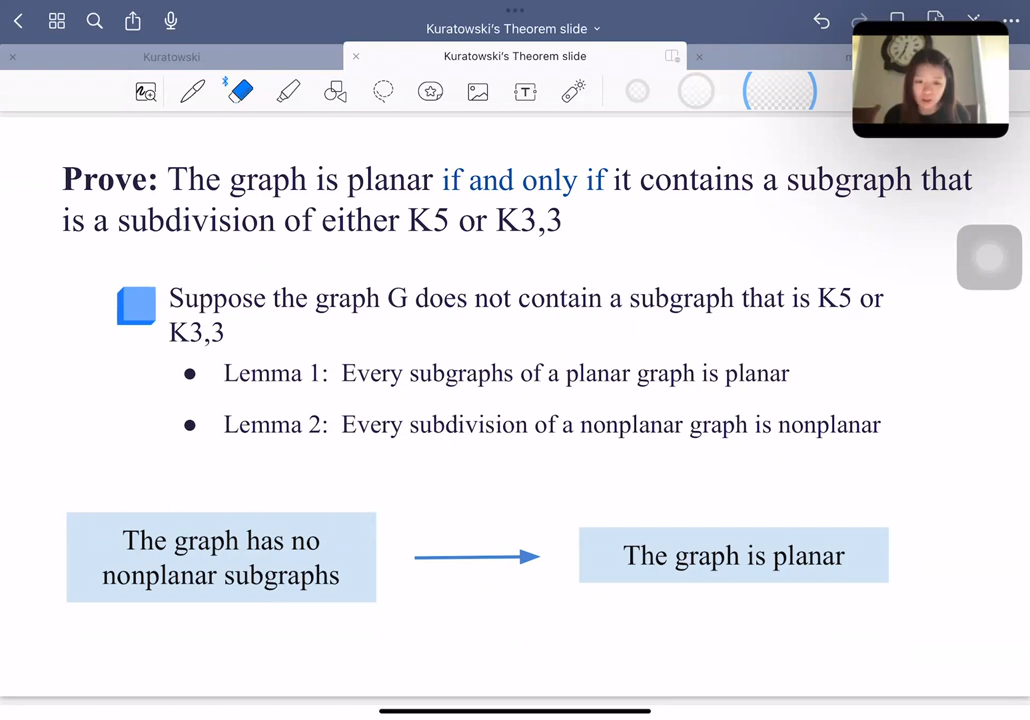 Kuratowski's Theorem slide
Kuratowski
Kuratowski's Theorem slide
T
Prove: The graph is planar if and only if it contains a subgraph that
is a subdivision of either K5 or K3,3
Suppose the graph G does not contain a subgraph that is K5 or
K3,3
• Lemma 1: Every subgraphs of a planar graph is planar
• Lemma 2: Every subdivision of a nonplanar graph is nonplanar
The graph has no
nonplanar subgraphs
The graph is planar